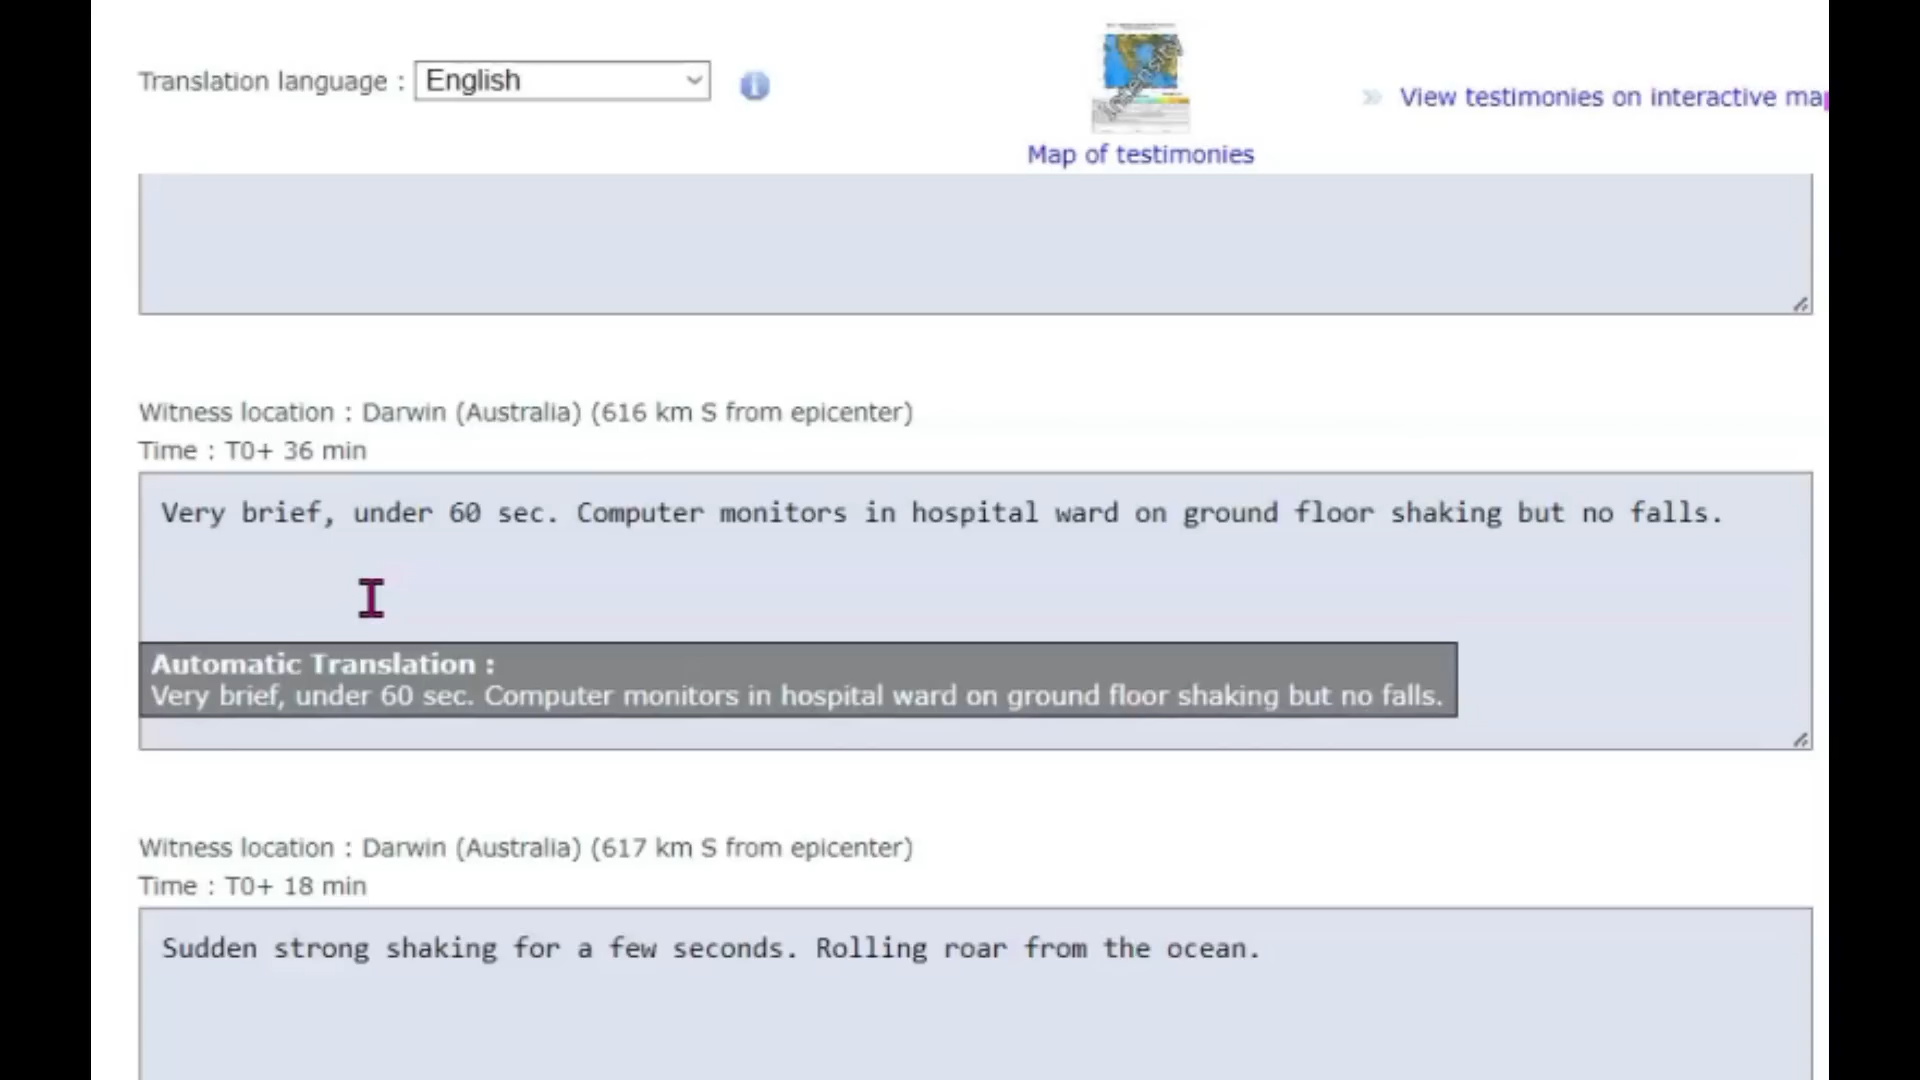 Translation language :
English
i
Intensity
Map of testimonies
View testimonies on interactive map
Witness location : Darwin (Australia) (616 km S from epicenter)
Time : T0+ 36 min
Very brief, under 60 sec. Computer monitors in hospital ward on ground floor shaking but no falls.
Automatic Translation :
Very brief, under 60 sec. Computer monitors in hospital ward on ground floor shaking but no falls.
Witness location : Darwin (Australia) (617 km S from epicenter)
Time : T0+ 18 min
Sudden strong shaking for a few seconds. Rolling roar from the ocean.